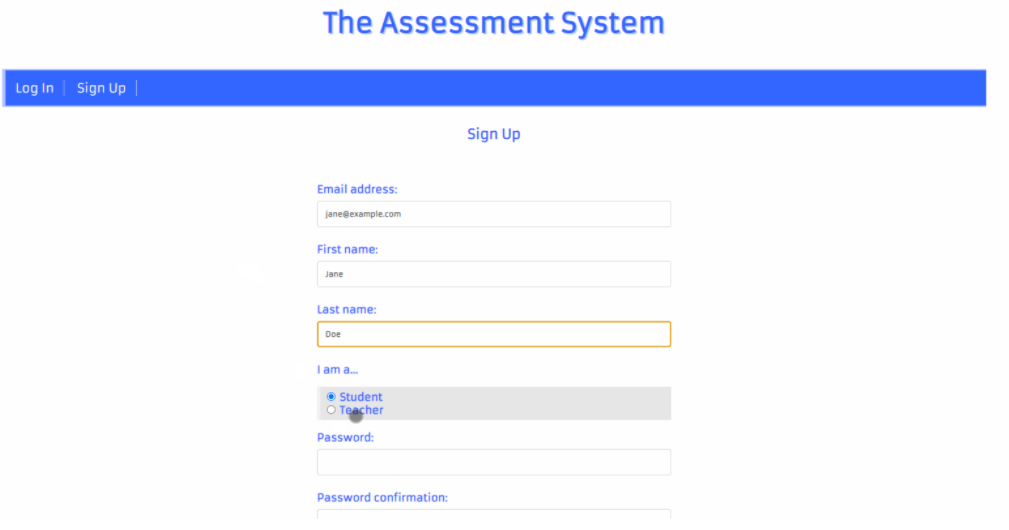 The Assessment System
Log In
Sign Up
Sign Up
Email address:
jane@example.com
First name:
Jane
Last name:
Doe
I am a...
Student
Teacher
Password:
Password confirmation: